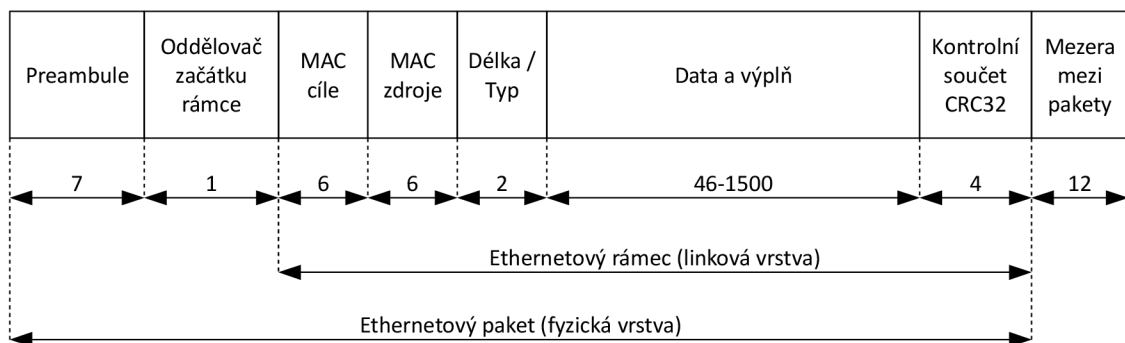 Preambule
Oddělovač
začátku
rámce
MAC
cíle
MAC
zdroje
Délka /
Typ
Data a výplň
Kontrolní
součet
CRC32
Mezera
mezi
pakety
7
1
6
6
2
46-1500
4
12
Ethernetový rámec (linková vrstva)
Ethernetový paket (fyzická vrstva)